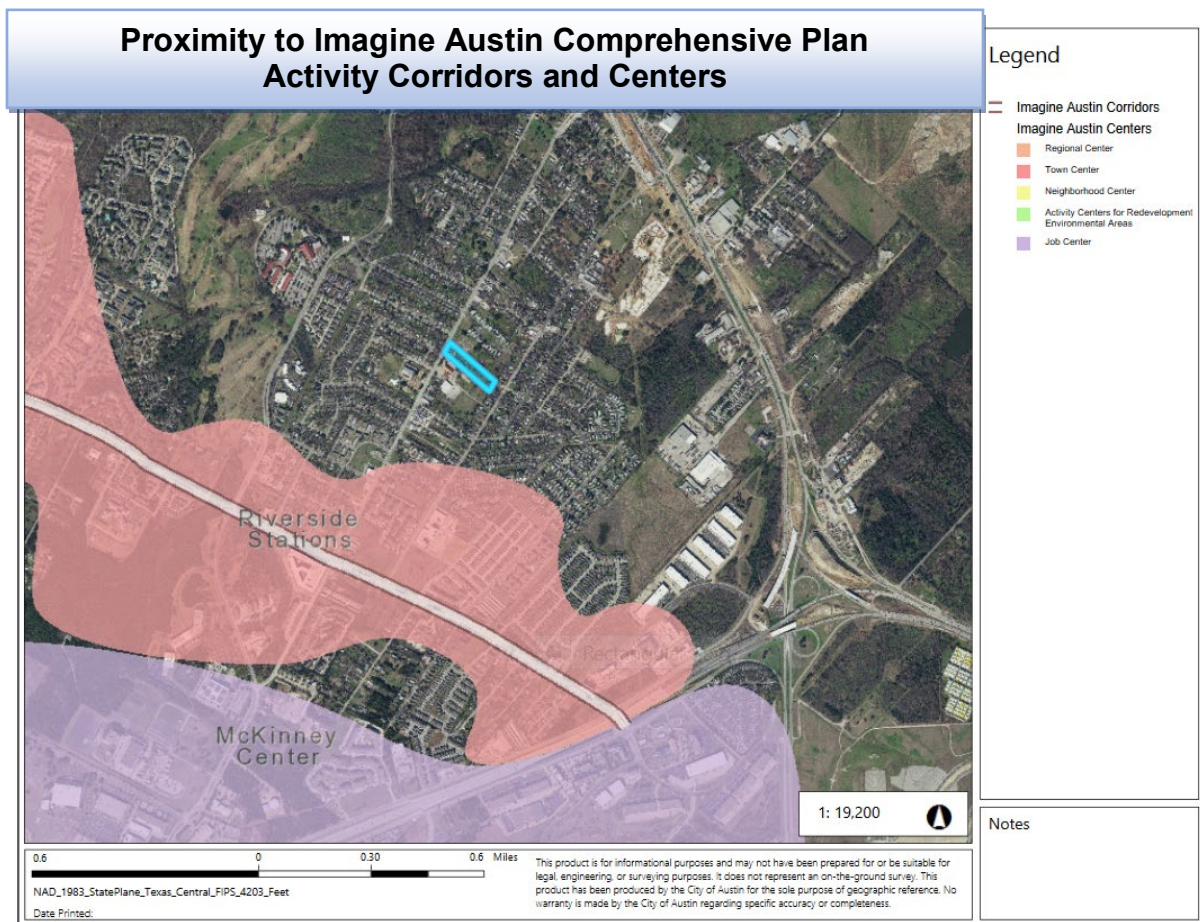 Proximity to Imagine Austin Comprehensive Plan
Activity Corridors and Centers
Legend
Imagine Austin Corridors
Imagine Austin Centers
Regional Center
Town Center
Neighborhood Center
Activity Centers for Redevelopment
Environmental Areas
Job Center
Riverside
Stations
McKinney
Center
1: 19,200
Notes
0.6 0 0.30 0.6 Miles
NAD_1983_StatePlane_Texas_Central_FIPS_4203_Feet
Date Printed:
This product is for informational purposes and may not have been prepared for or be suitable for
legal, engineering, or surveying purposes. It does not represent an on-the-ground survey. This
product has been produced by the City of Austin for the sole purpose of geographic reference. No
warranty is made by the City of Austin regarding specific accuracy or completeness.